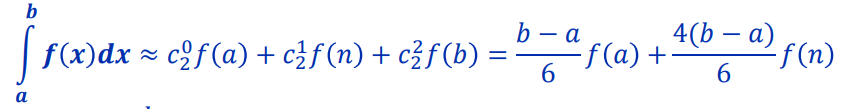 ∫_a^b f(x)dx ≈ c_2^0 f(a) + c_2^1 f(n) + c_2^2 f(b) = (b − a)/6 f(a) + 4(b − a)/6 f(n)